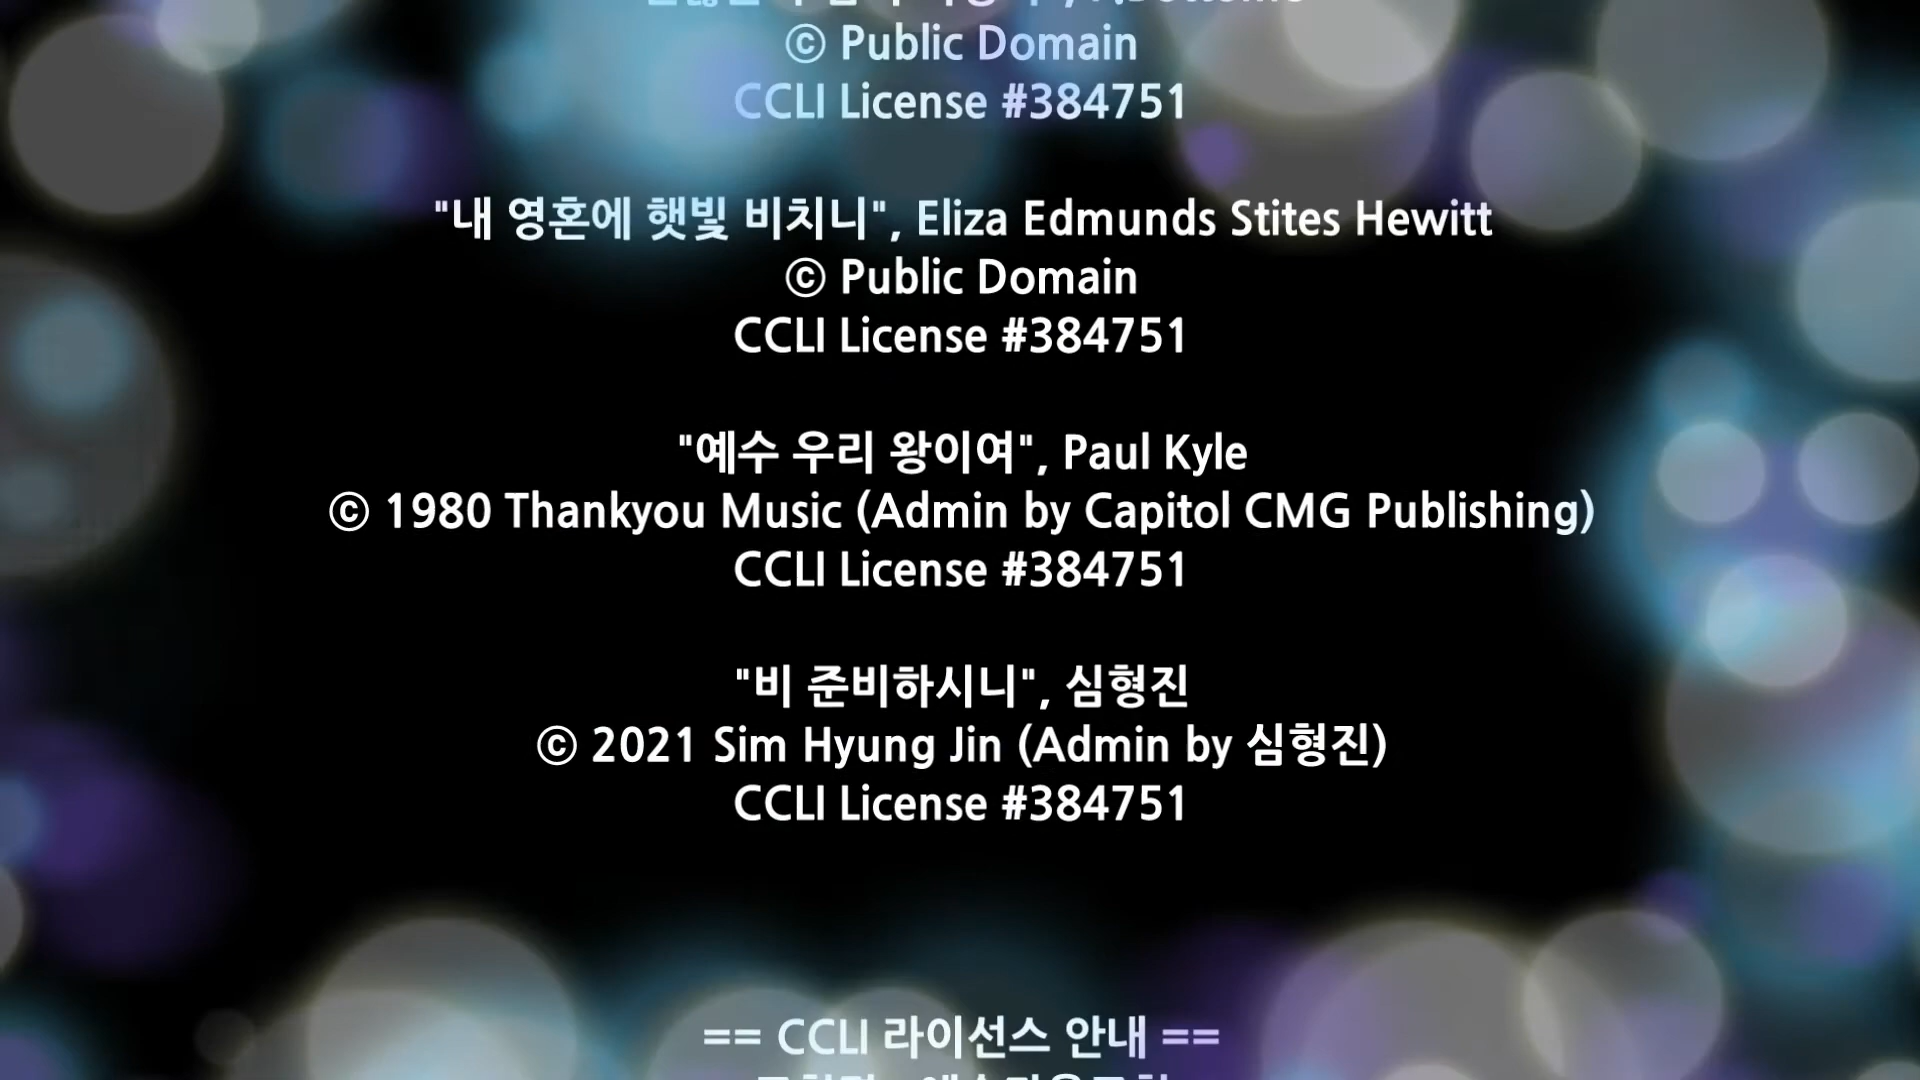 © Public Domain
CCLI License #384751
"내 영혼에 햇빛 비치니", Eliza Edmunds Stites Hewitt
© Public Domain
CCLI License #384751
"예수 우리 왕이여", Paul Kyle
© 1980 Thankyou Music (Admin by Capitol CMG Publishing)
CCLI License #384751
"비 준비하시니", 심형진
© 2021 Sim Hyung Jin (Admin by 심형진)
CCLI License #384751
== CCLI 라이선스 안내 ==